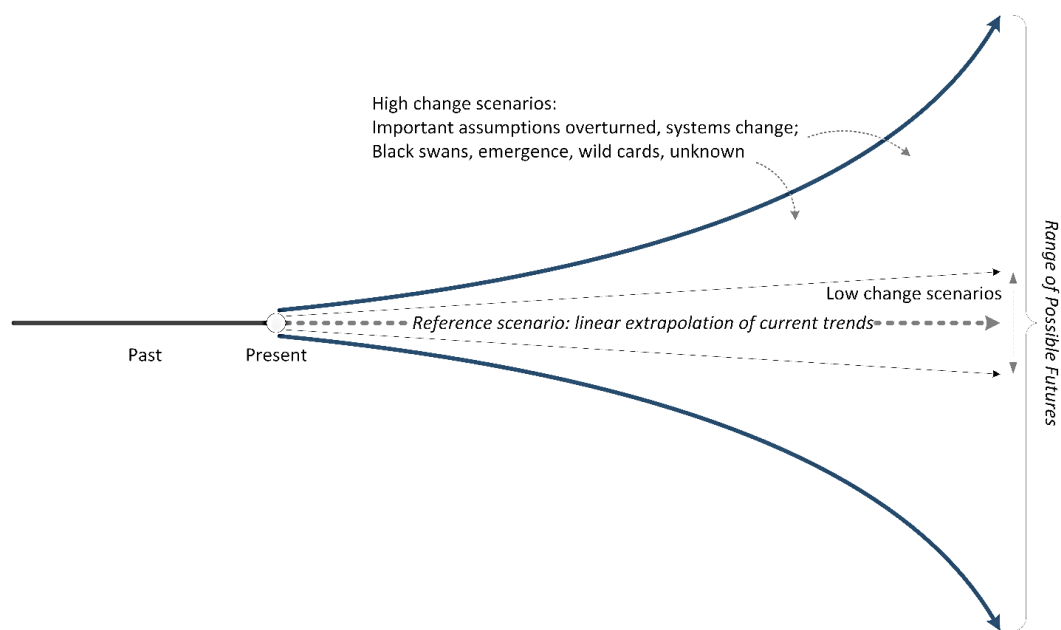 High change scenarios:
Important assumptions overturned, systems change;
Black swans, emergence, wild cards, unknown
Low change scenarios
Reference scenario: linear extrapolation of current trends
Past
Present
Range of Possible Futures